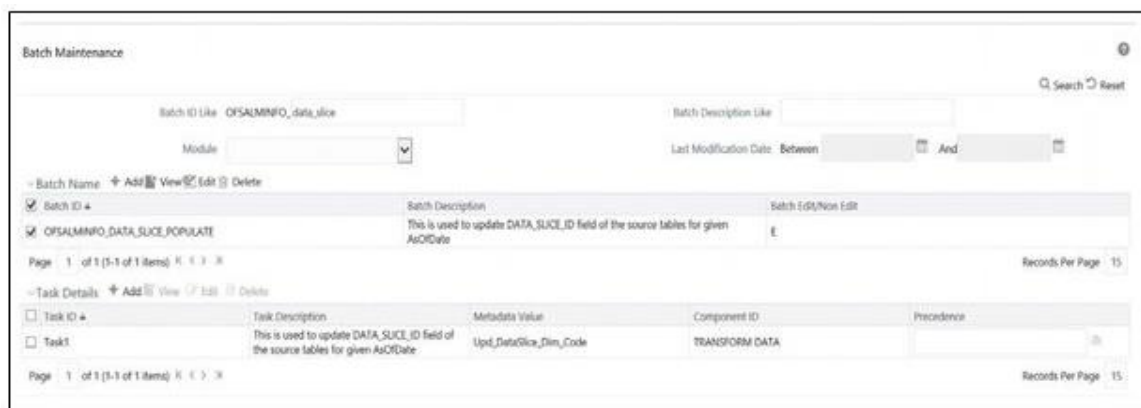 Batch Maintenance
Search Reset
Batch ID Like OFSALMINFO_ data_slice Batch Description Like
Module Last Modification Date Between And
Batch Name Add View Edit Delete
Batch ID Batch Description Batch Edit/Non Edit
OFSALMINFO_DATA_SLICE_POPULATE This is used to update DATA_SLICE_ID field of the source tables for given AsOfDate E
Page 1 of 1 (1-1 of 1 items) Records Per Page 15
Task Details Add View Edit Delete
Task ID Task Description Metadata Value Component ID Precedence
Task1 This is used to update DATA_SLICE_ID field of the source tables for given AsOfDate Upd_DataSlice_Dim_Code TRANSFORM DATA
Page 1 of 1 (1-1 of 1 items) Records Per Page 15